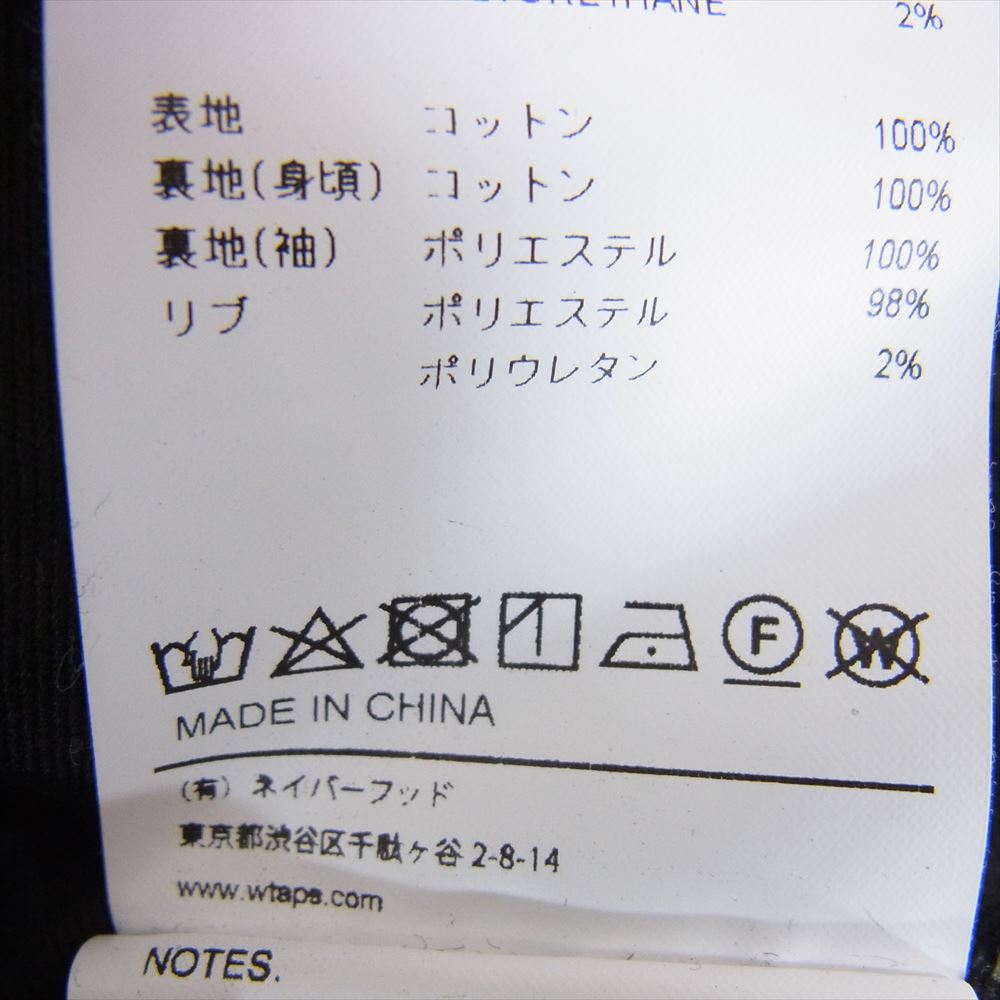 2%
表地 コットン 100%
裏地(身頃) コットン 100%
裏地(袖) ポリエステル 100%
リブ ポリエステル 98%
ポリウレタン 2%
F W
MADE IN CHINA
(有) ネイバーフッド
東京都渋谷区千駄ヶ谷 2-8-14
www.wtaps.com
NOTES.